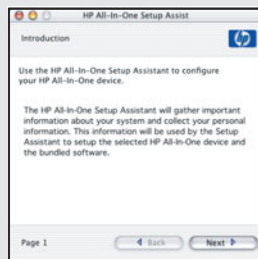 HP All-In-One Setup Assist
Introduction
hp
Use the HP All-In-One Setup Assistant to configure
your HP All-In-One device.
The HP All-In-One Setup Assistant will gather important
information about your system and collect your personal
information. This information will be used by the Setup
Assistant to setup the selected HP All-In-One device and
the bundled software.
Page 1
Back
Next